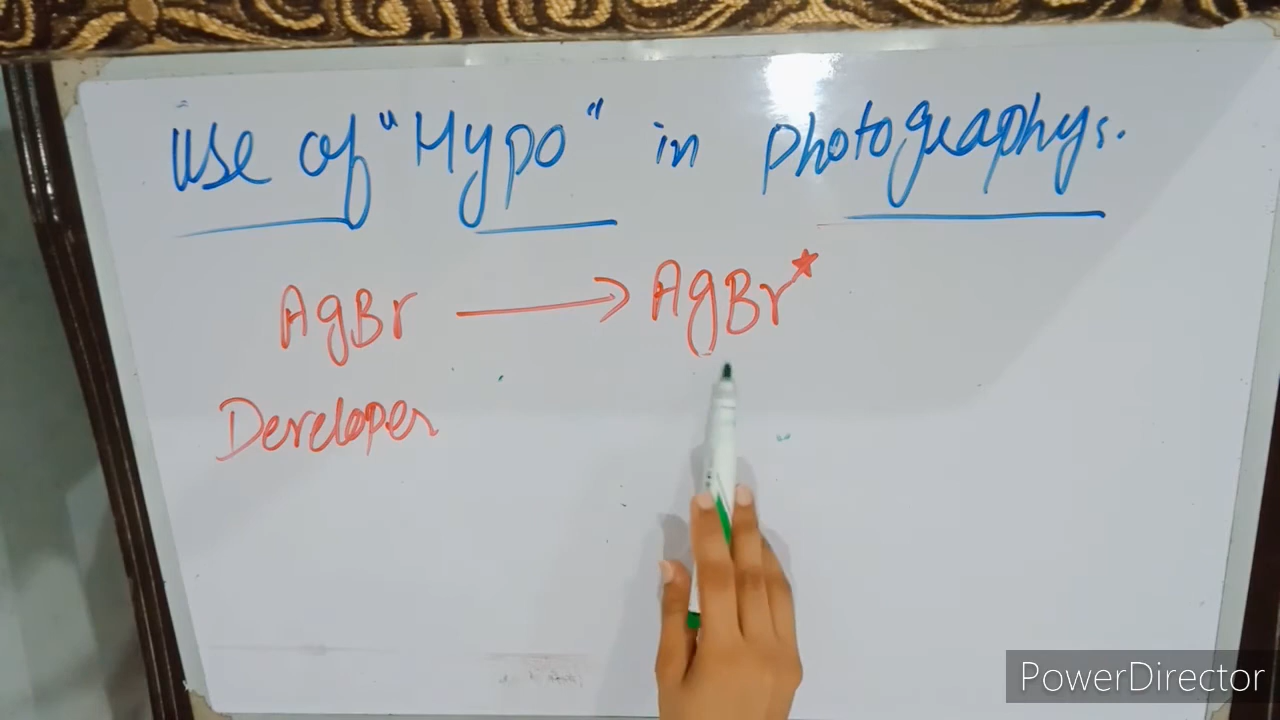 Use of "Hypo" in Photography.
AgBr → AgBr*
Developer
PowerDirector